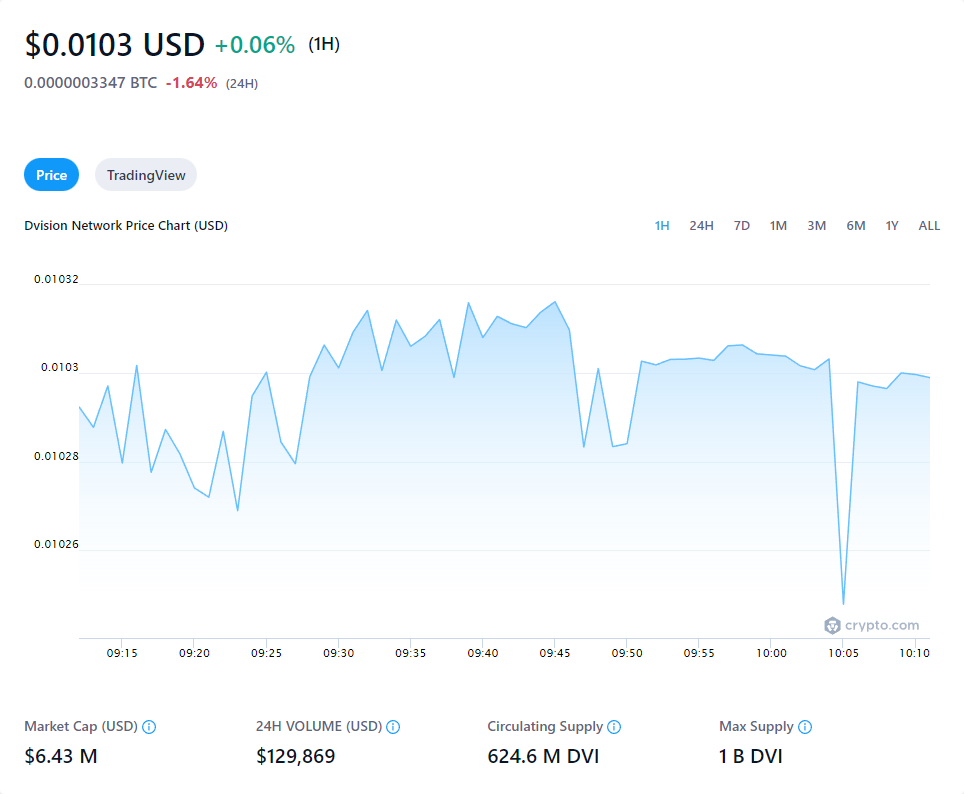 $0.0103 USD +0.06% (1H)
0.0000003347 BTC -1.64% (24H)
Price TradingView
Dvision Network Price Chart (USD) 1H 24H 7D 1M 3M 6M 1Y ALL
0.01032
0.0103
0.01028
0.01026
crypto.com
09:15 09:20 09:25 09:30 09:35 09:40 09:45 09:50 09:55 10:00 10:05 10:10
Market Cap (USD) 24H VOLUME (USD) Circulating Supply Max Supply
$6.43 M $129,869 624.6 M DVI 1 B DVI